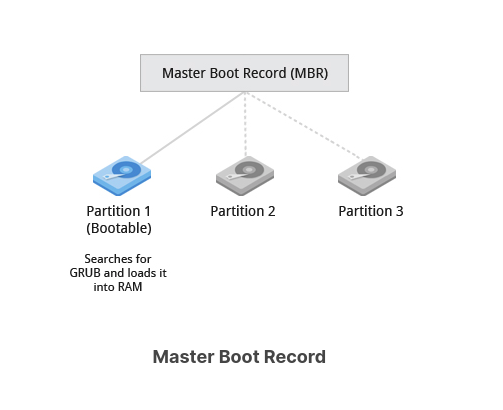 Master Boot Record (MBR)
Partition 1
(Bootable)
Partition 2
Partition 3
Searches for
GRUB and loads it
into RAM
Master Boot Record